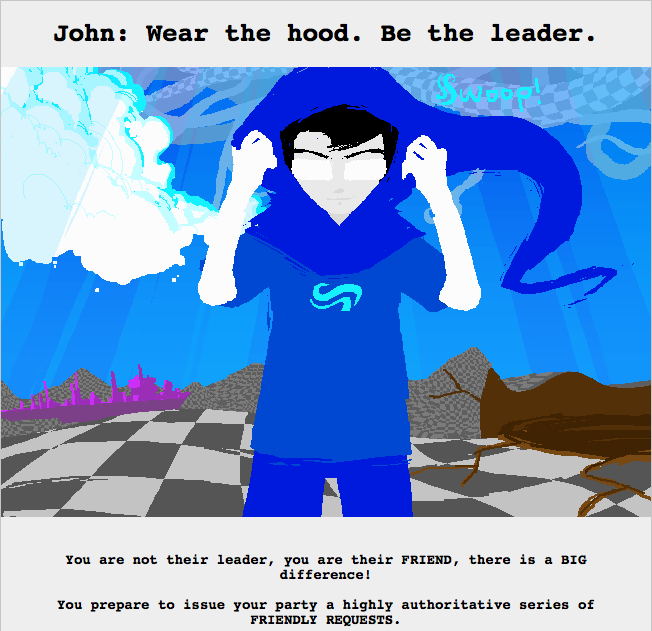 John: Wear the hood. Be the leader.
Swoop!
You are not their leader, you are their FRIEND, there is a BIG
difference!
You prepare to issue your party a highly authoritative series of
FRIENDLY REQUESTS.